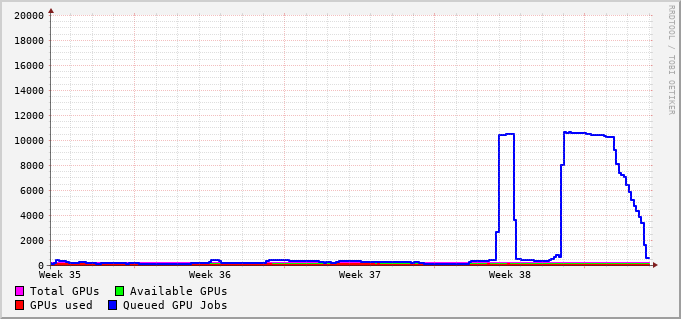 20000
18000
16000
14000
12000
10000
8000
6000
4000
2000
0
Week 35 Week 36 Week 37 Week 38
Total GPUs Available GPUs
GPUs used Queued GPU Jobs
RRDTOOL / TOBI OETIKER